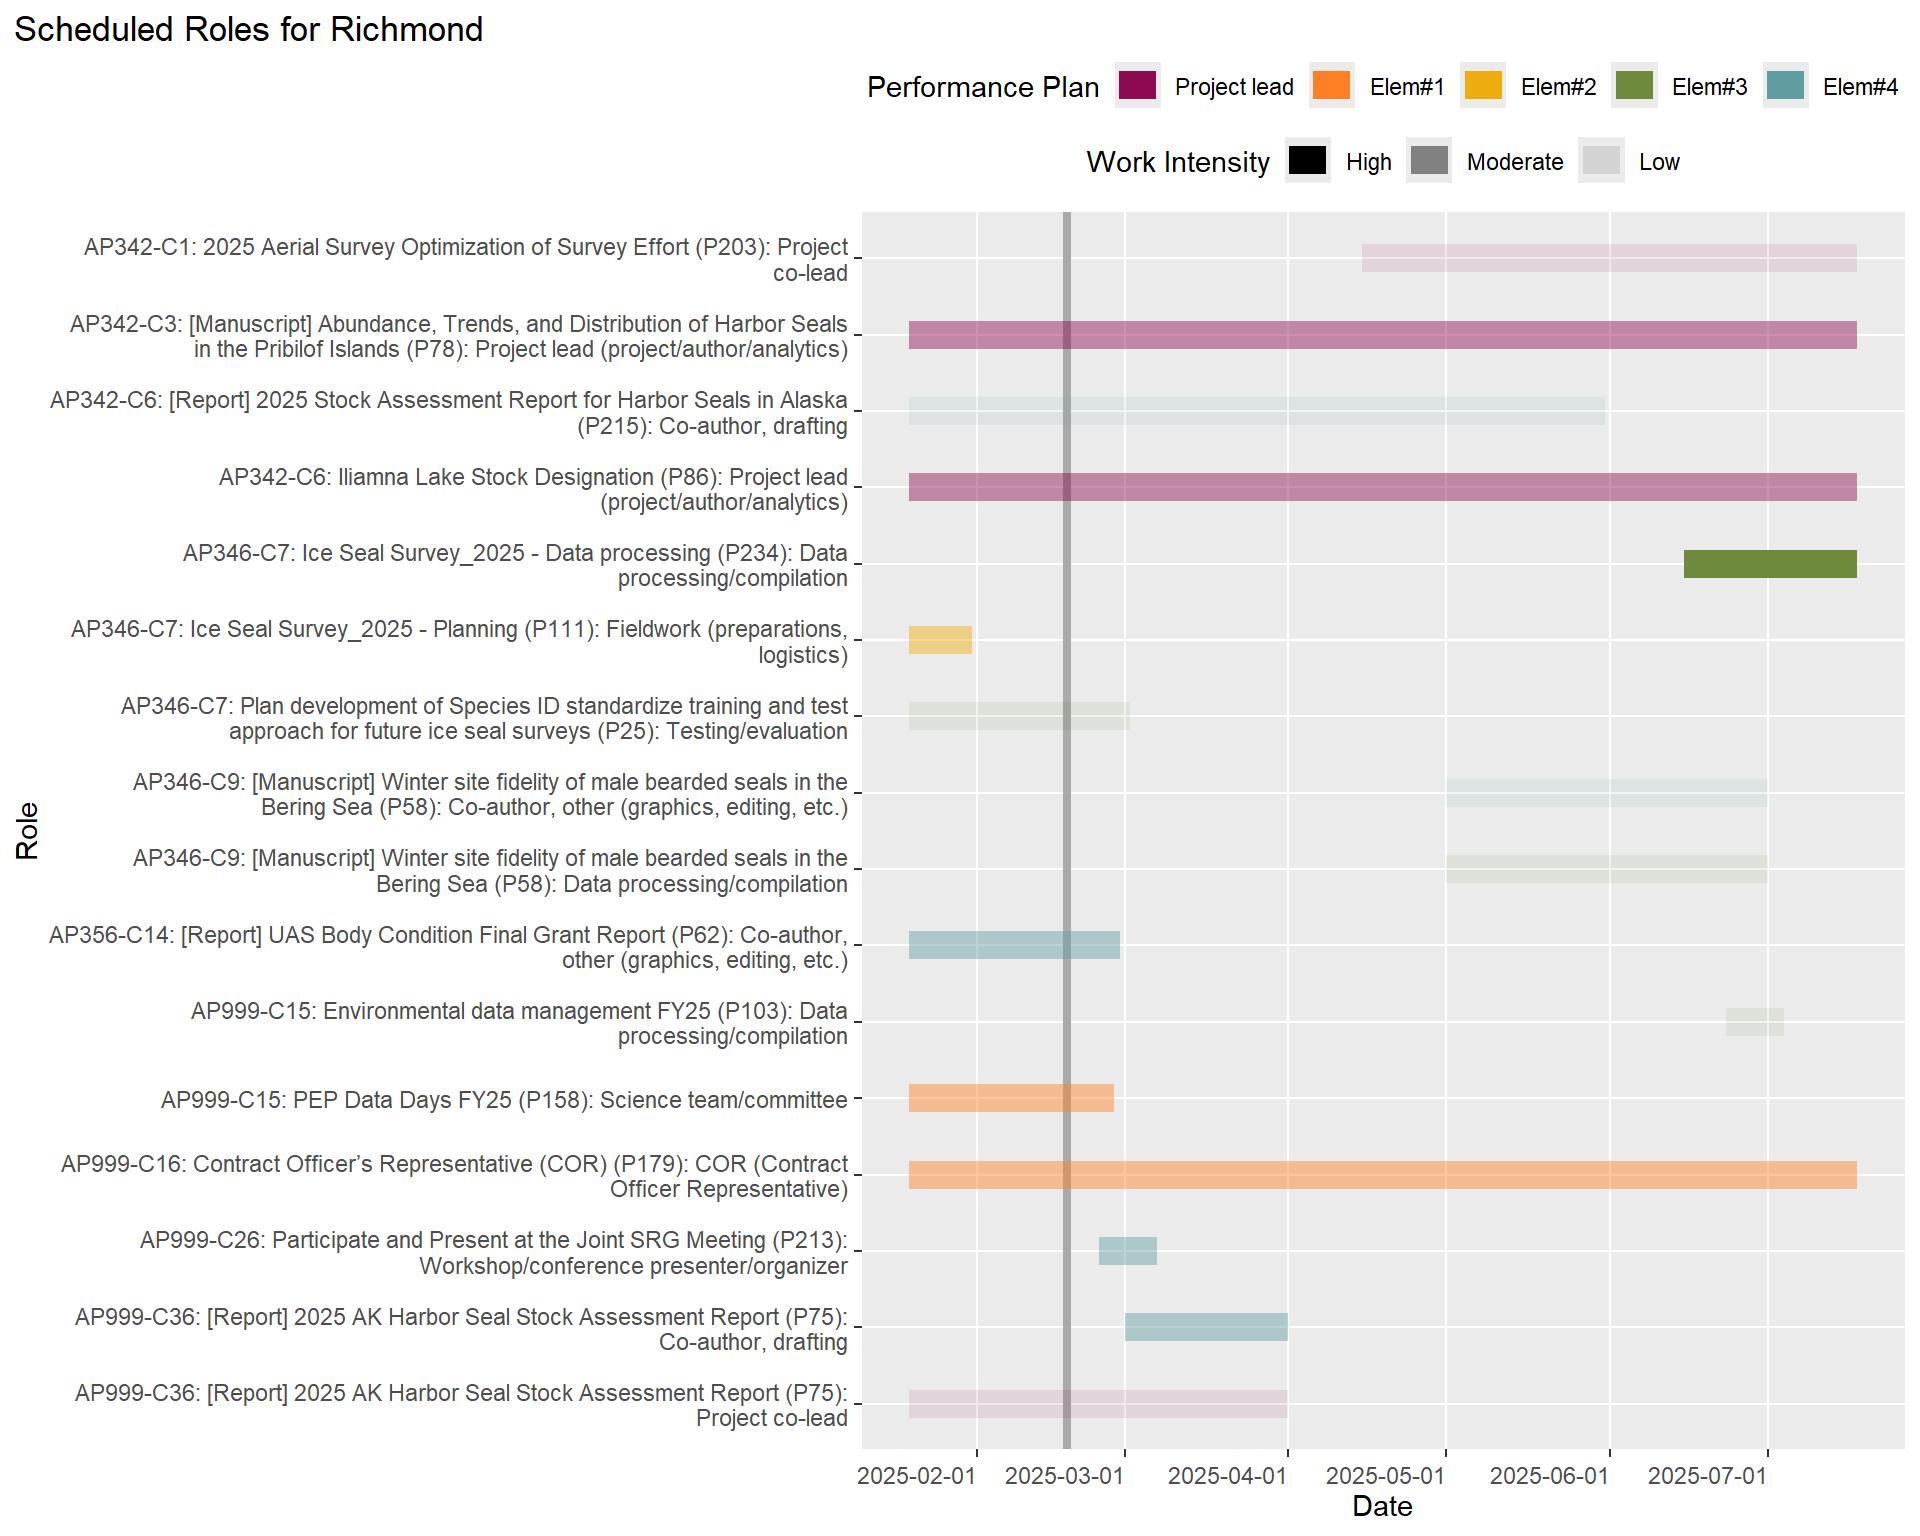 Scheduled Roles for Richmond
Performance Plan Project lead Elem#1 Elem#2 Elem#3 Elem#4
Work Intensity High Moderate Low
AP342-C1: 2025 Aerial Survey Optimization of Survey Effort (P203): Project
co-lead
AP342-C3: [Manuscript] Abundance, Trends, and Distribution of Harbor Seals
in the Pribilof Islands (P78): Project lead (project/author/analytics)
AP342-C6: [Report] 2025 Stock Assessment Report for Harbor Seals in Alaska
(P215): Co-author, drafting
AP342-C6: Iliamna Lake Stock Designation (P86): Project lead
(project/author/analytics)
AP346-C7: Ice Seal Survey_2025 - Data processing (P234): Data
processing/compilation
AP346-C7: Ice Seal Survey_2025 - Planning (P111): Fieldwork (preparations,
logistics)
AP346-C7: Plan development of Species ID standardize training and test
approach for future ice seal surveys (P25): Testing/evaluation
AP346-C9: [Manuscript] Winter site fidelity of male bearded seals in the
Bering Sea (P58): Co-author, other (graphics, editing, etc.)
AP346-C9: [Manuscript] Winter site fidelity of male bearded seals in the
Bering Sea (P58): Data processing/compilation
AP356-C14: [Report] UAS Body Condition Final Grant Report (P62): Co-author,
other (graphics, editing, etc.)
AP999-C15: Environmental data management FY25 (P103): Data
processing/compilation
AP999-C15: PEP Data Days FY25 (P158): Science team/committee
AP999-C16: Contract Officer’s Representative (COR) (P179): COR (Contract
Officer Representative)
AP999-C26: Participate and Present at the Joint SRG Meeting (P213):
Workshop/conference presenter/organizer
AP999-C36: [Report] 2025 AK Harbor Seal Stock Assessment Report (P75):
Co-author, drafting
AP999-C36: [Report] 2025 AK Harbor Seal Stock Assessment Report (P75):
Project co-lead
Role
2025-02-01 2025-03-01 2025-04-01 2025-05-01 2025-06-01 2025-07-01
Date